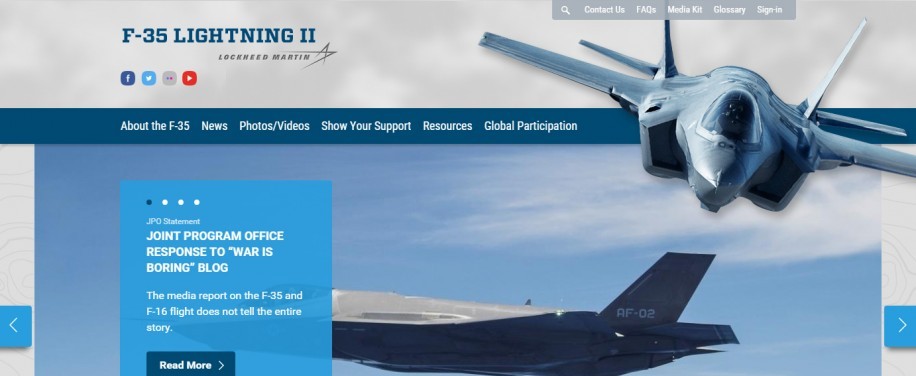 Contact Us FAQs Media Kit Glossary Sign-in
F-35 LIGHTNING II
LOCKHEED MARTIN
About the F-35 News Photos/Videos Show Your Support Resources Global Participation
JPO Statement
JOINT PROGRAM OFFICE
RESPONSE TO “WAR IS
BORING” BLOG
The media report on the F-35 and
F-16 flight does not tell the entire
story.
AF-02
Read More